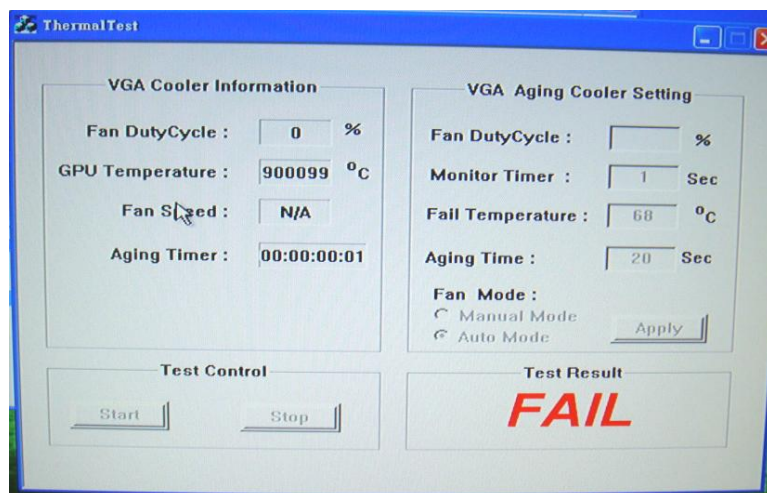 ThermalTest
VGA Cooler Information
Fan DutyCycle : 0 %
GPU Temperature : 900099 °C
Fan Speed : N/A
Aging Timer : 00:00:00:01
VGA Aging Cooler Setting
Fan DutyCycle : %
Monitor Timer : 1 Sec
Fail Temperature : 68 °C
Aging Time : 20 Sec
Fan Mode :
Manual Mode
Auto Mode
Apply
Test Control
Start Stop
Test Result
FAIL